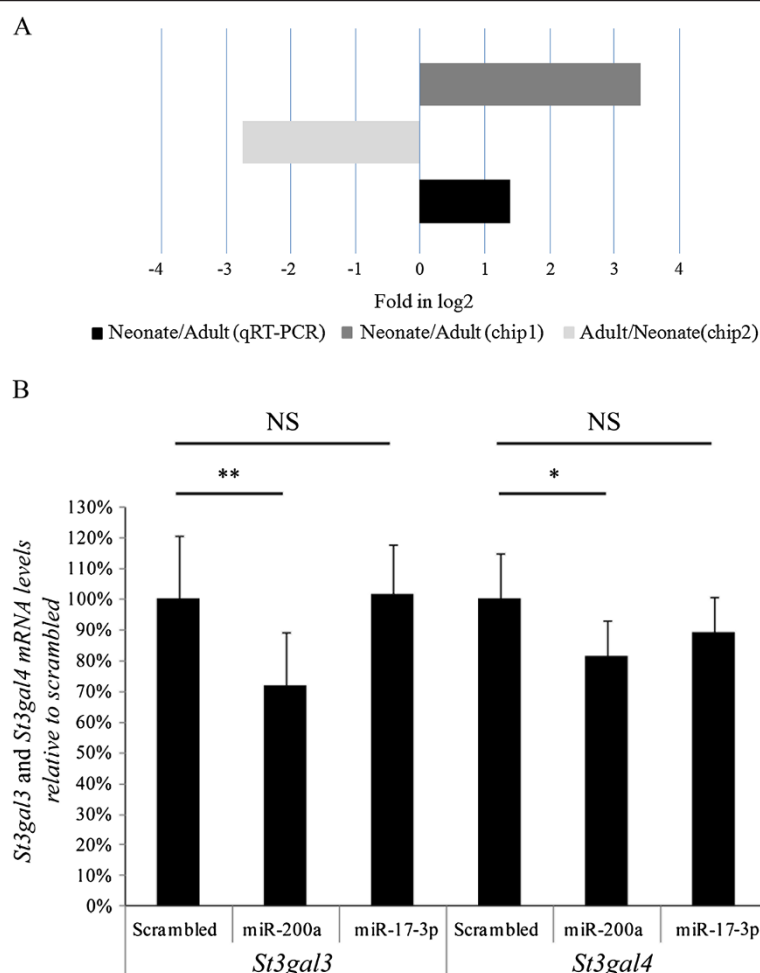 A
-4 -3 -2 -1 0 1 2 3 4
Fold in log2
Neonate/Adult (qRT-PCR) Neonate/Adult (chip1) Adult/Neonate(chip2)
B
NS NS
** *
St3gal3 and St3gal4 mRNA levels
relative to scrambled
130%
120%
110%
100%
90%
80%
70%
60%
50%
40%
30%
20%
10%
0%
Scrambled miR-200a miR-17-3p Scrambled miR-200a miR-17-3p
St3gal3 St3gal4